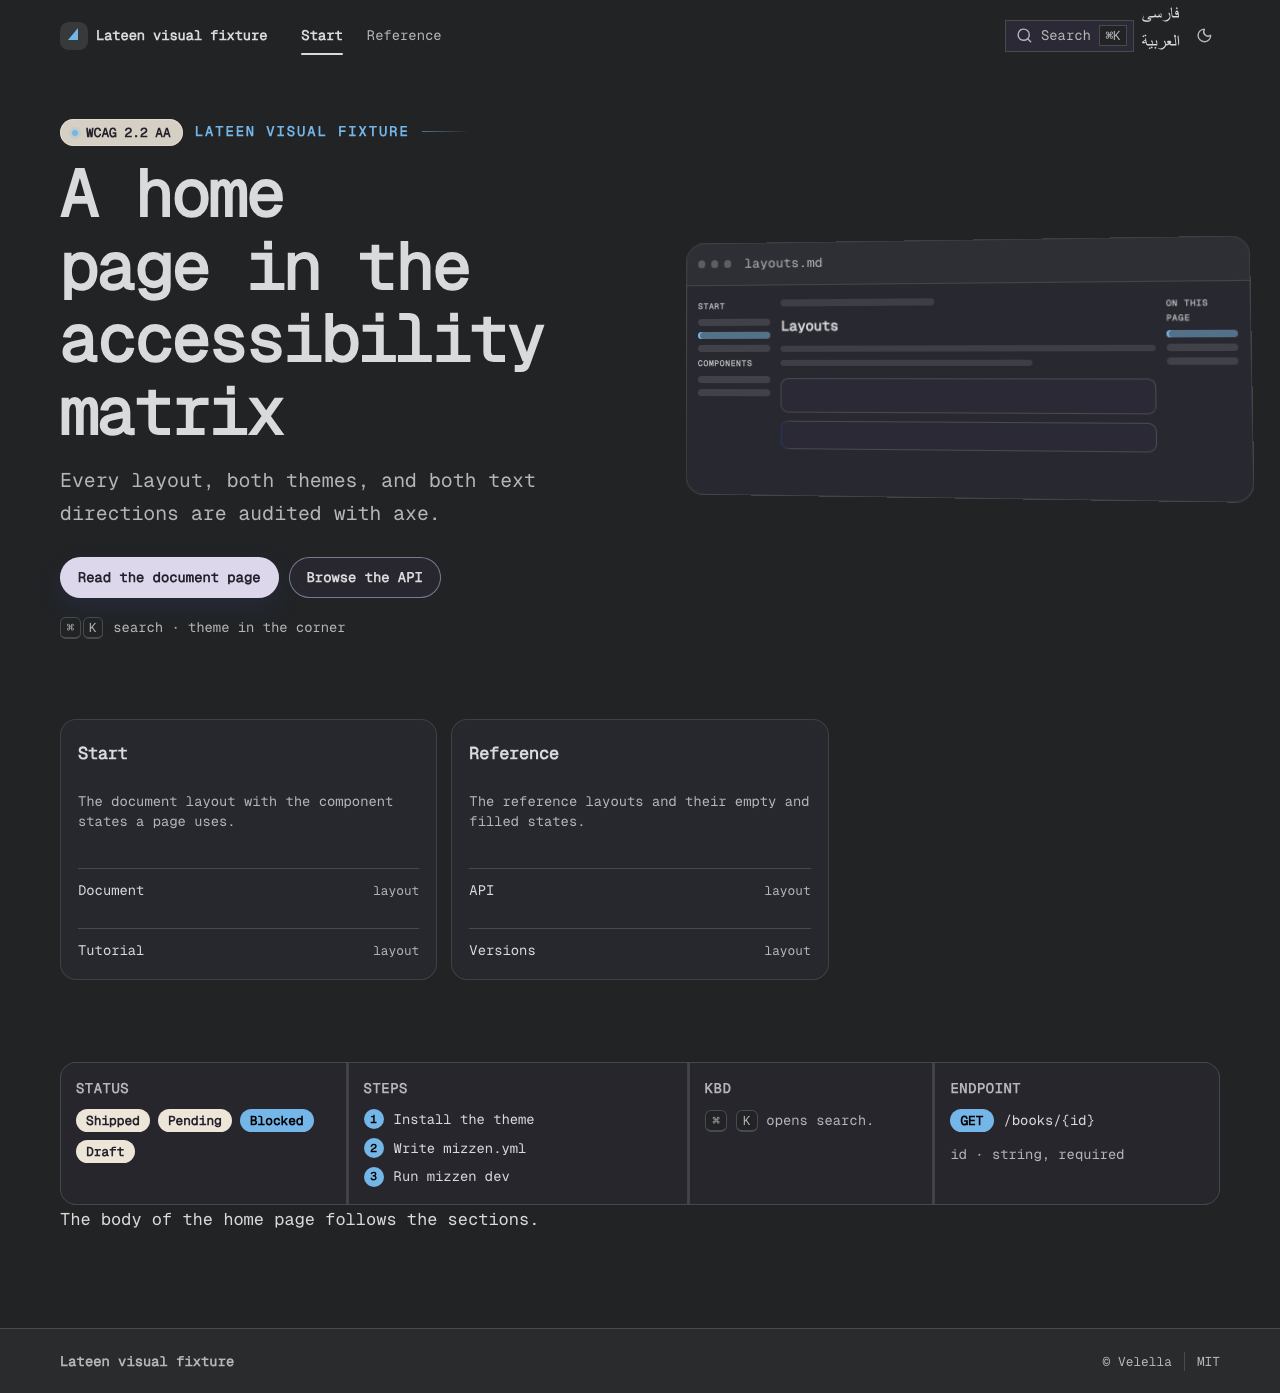 Lateen visual fixture
Start
Reference
Search ⌘K
فارسی
العربية
WCAG 2.2 AA
LATEEN VISUAL FIXTURE
A home
page in the
accessibility
matrix
Every layout, both themes, and both text
directions are audited with axe.
Read the document page
Browse the API
⌘ K search · theme in the corner
layouts.md
START
COMPONENTS
Layouts
ON THIS
PAGE
Start
The document layout with the component
states a page uses.
Document layout
Tutorial layout
Reference
The reference layouts and their empty and
filled states.
API layout
Versions layout
STATUS
Shipped Pending Blocked
Draft
STEPS
1 Install the theme
2 Write mizzen.yml
3 Run mizzen dev
KBD
⌘ K opens search.
ENDPOINT
GET /books/{id}
id · string, required
The body of the home page follows the sections.
Lateen visual fixture
© Velella
MIT